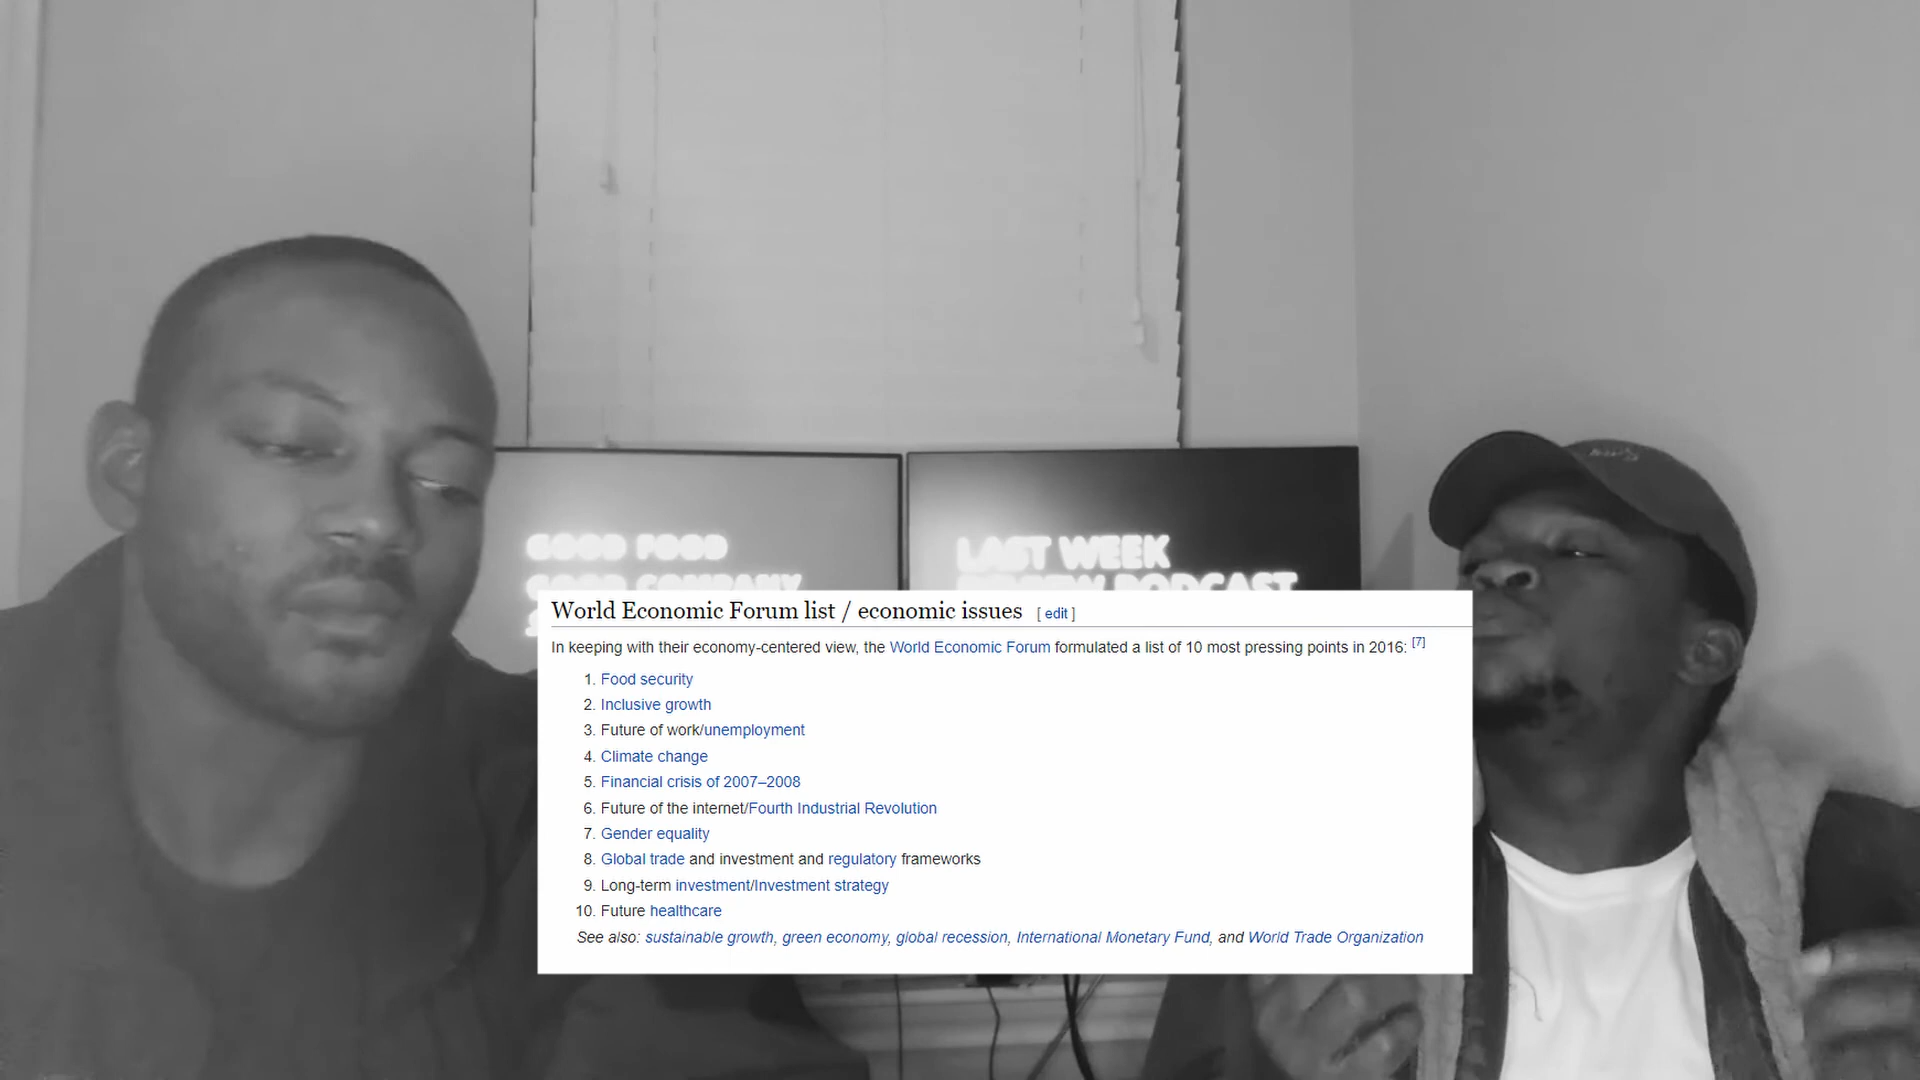 GOOD FOOD
GOOD COMPANY
LAST WEEK
REVIEW PODCAST
World Economic Forum list / economic issues [ edit ]
In keeping with their economy-centered view, the World Economic Forum formulated a list of 10 most pressing points in 2016: [7]
1. Food security
2. Inclusive growth
3. Future of work/unemployment
4. Climate change
5. Financial crisis of 2007–2008
6. Future of the internet/Fourth Industrial Revolution
7. Gender equality
8. Global trade and investment and regulatory frameworks
9. Long-term investment/Investment strategy
10. Future healthcare
See also: sustainable growth, green economy, global recession, International Monetary Fund, and World Trade Organization